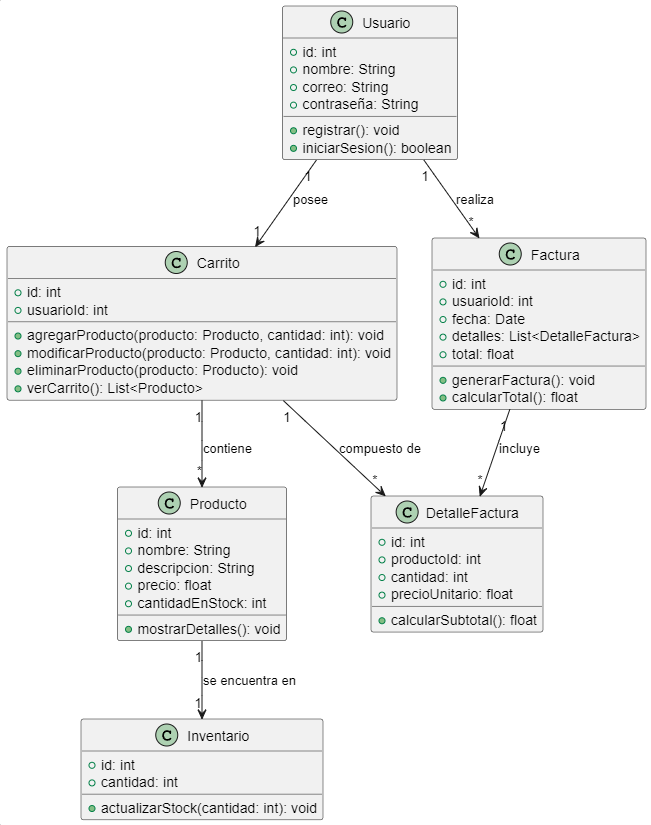 C Usuario
id: int
nombre: String
correo: String
contraseña: String
registrar(): void
iniciarSesion(): boolean
1
1
posee
realiza
1
*
C Carrito
id: int
usuarioId: int
agregarProducto(producto: Producto, cantidad: int): void
modificarProducto(producto: Producto, cantidad: int): void
eliminarProducto(producto: Producto): void
verCarrito(): List<Producto>
C Factura
id: int
usuarioId: int
fecha: Date
detalles: List<DetalleFactura>
total: float
generarFactura(): void
calcularTotal(): float
1
1
1
contiene
compuesto de
incluye
*
*
*
C Producto
id: int
nombre: String
descripcion: String
precio: float
cantidadEnStock: int
mostrarDetalles(): void
C DetalleFactura
id: int
productoId: int
cantidad: int
precioUnitario: float
calcularSubtotal(): float
1
se encuentra en
1
C Inventario
id: int
cantidad: int
actualizarStock(cantidad: int): void